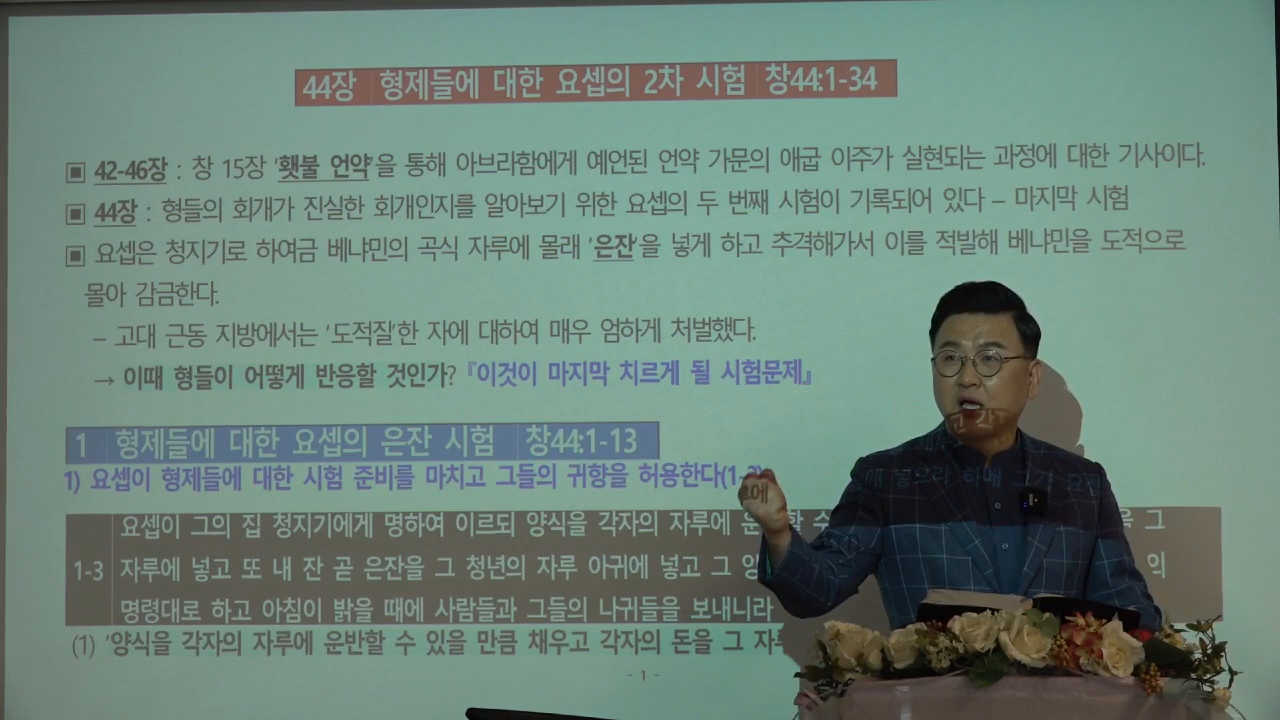 44장 형제들에 대한 요셉의 2차 시험 창44:1-34
▣ 42-46장 : 창 15장 '횃불 언약'을 통해 아브라함에게 예언된 언약 가문의 애굽 이주가 실현되는 과정에 대한 기사이다.
▣ 44장 : 형들의 회개가 진실한 회개인지를 알아보기 위한 요셉의 두 번째 시험이 기록되어 있다 – 마지막 시험
▣ 요셉은 청지기로 하여금 베냐민의 곡식 자루에 몰래 '은잔'을 넣게 하고 추격해가서 이를 적발해 베냐민을 도적으로
몰아 감금한다.
– 고대 근동 지방에서는 '도적질'한 자에 대하여 매우 엄하게 처벌했다.
→ 이때 형들이 어떻게 반응할 것인가? 『이것이 마지막 치르게 될 시험문제』
1 형제들에 대한 요셉의 은잔 시험 창44:1-13
1) 요셉이 형제들에 대한 시험 준비를 마치고 그들의 귀향을 허용한다(1-3)
요셉이 그의 집 청지기에게 명하여 이르되 양식을 각자의 자루에 그
1-3 자루에 넣고 또 내 잔 곧 은잔을 그 청년의 자루 아귀에 넣고 그 넣으라 하매 그가 의
명령대로 하고 아침이 밝을 때에 사람들과 그들의 나귀들을 보내니라
(1) '양식을 각자의 자루에 운반할 수 있을 만큼 채우고 각자의 돈을 그
- 1 -